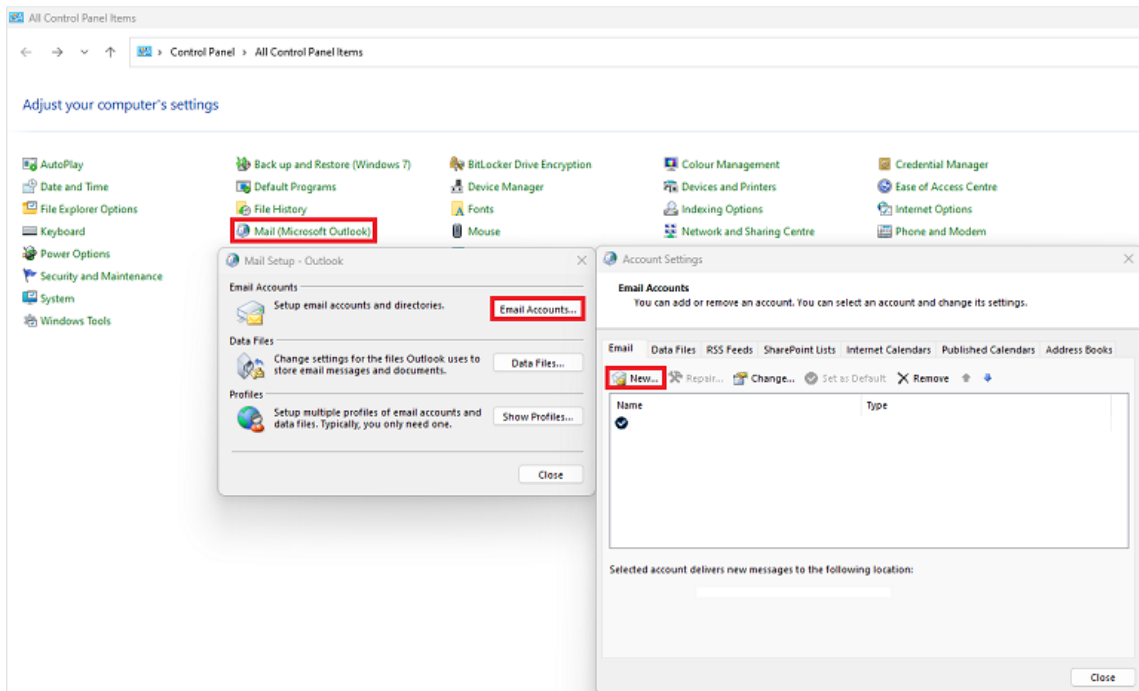 All Control Panel Items
Control Panel > All Control Panel Items
Adjust your computer's settings
AutoPlay
Back up and Restore (Windows 7)
BitLocker Drive Encryption
Colour Management
Credential Manager
Date and Time
Default Programs
Device Manager
Devices and Printers
Ease of Access Centre
File Explorer Options
File History
Fonts
Indexing Options
Internet Options
Keyboard
Mail (Microsoft Outlook)
Mouse
Network and Sharing Centre
Phone and Modem
Power Options
Security and Maintenance
System
Windows Tools
Mail Setup - Outlook
Email Accounts
Setup email accounts and directories.
Email Accounts...
Data Files
Change settings for the files Outlook uses to
store email messages and documents.
Data Files...
Profiles
Setup multiple profiles of email accounts and
data files. Typically, you only need one.
Show Profiles...
Close
Account Settings
Email Accounts
You can add or remove an account. You can select an account and change its settings.
Email Data Files RSS Feeds SharePoint Lists Internet Calendars Published Calendars Address Books
New... Repair... Change... Set as Default Remove
Name Type
Selected account delivers new messages to the following location:
Close